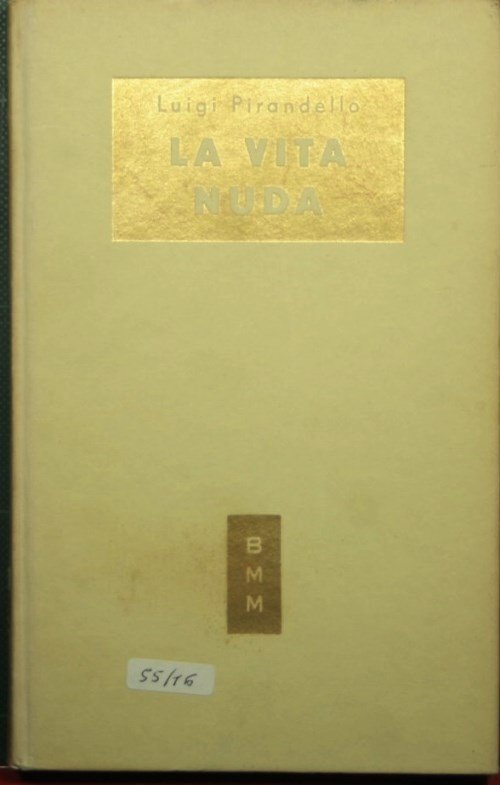 Luigi Pirandello
LA VITA
NUDA
B
M
M
55/16